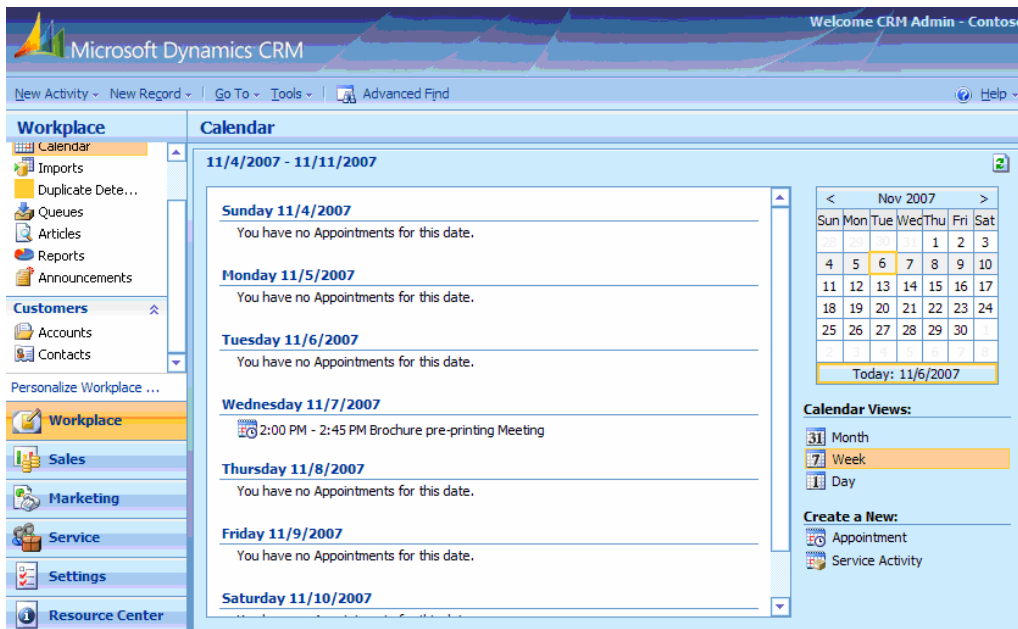 Welcome CRM Admin - Contoso
Microsoft Dynamics CRM
New Activity New Record Go To Tools Advanced Find Help
Workplace
Calendar
Imports
Duplicate Dete...
Queues
Articles
Reports
Announcements
Customers
Accounts
Contacts
Personalize Workplace ...
Workplace
Sales
Marketing
Service
Settings
Resource Center
Calendar
11/4/2007 - 11/11/2007
Sunday 11/4/2007
You have no Appointments for this date.
Monday 11/5/2007
You have no Appointments for this date.
Tuesday 11/6/2007
You have no Appointments for this date.
Wednesday 11/7/2007
2:00 PM - 2:45 PM Brochure pre-printing Meeting
Thursday 11/8/2007
You have no Appointments for this date.
Friday 11/9/2007
You have no Appointments for this date.
Saturday 11/10/2007
< Nov 2007 >
Sun Mon Tue Wed Thu Fri Sat
28 29 30 31 1 2 3
4 5 6 7 8 9 10
11 12 13 14 15 16 17
18 19 20 21 22 23 24
25 26 27 28 29 30 1
2 3 4 5 6 7 8
Today: 11/6/2007
Calendar Views:
31 Month
7 Week
1 Day
Create a New:
Appointment
Service Activity